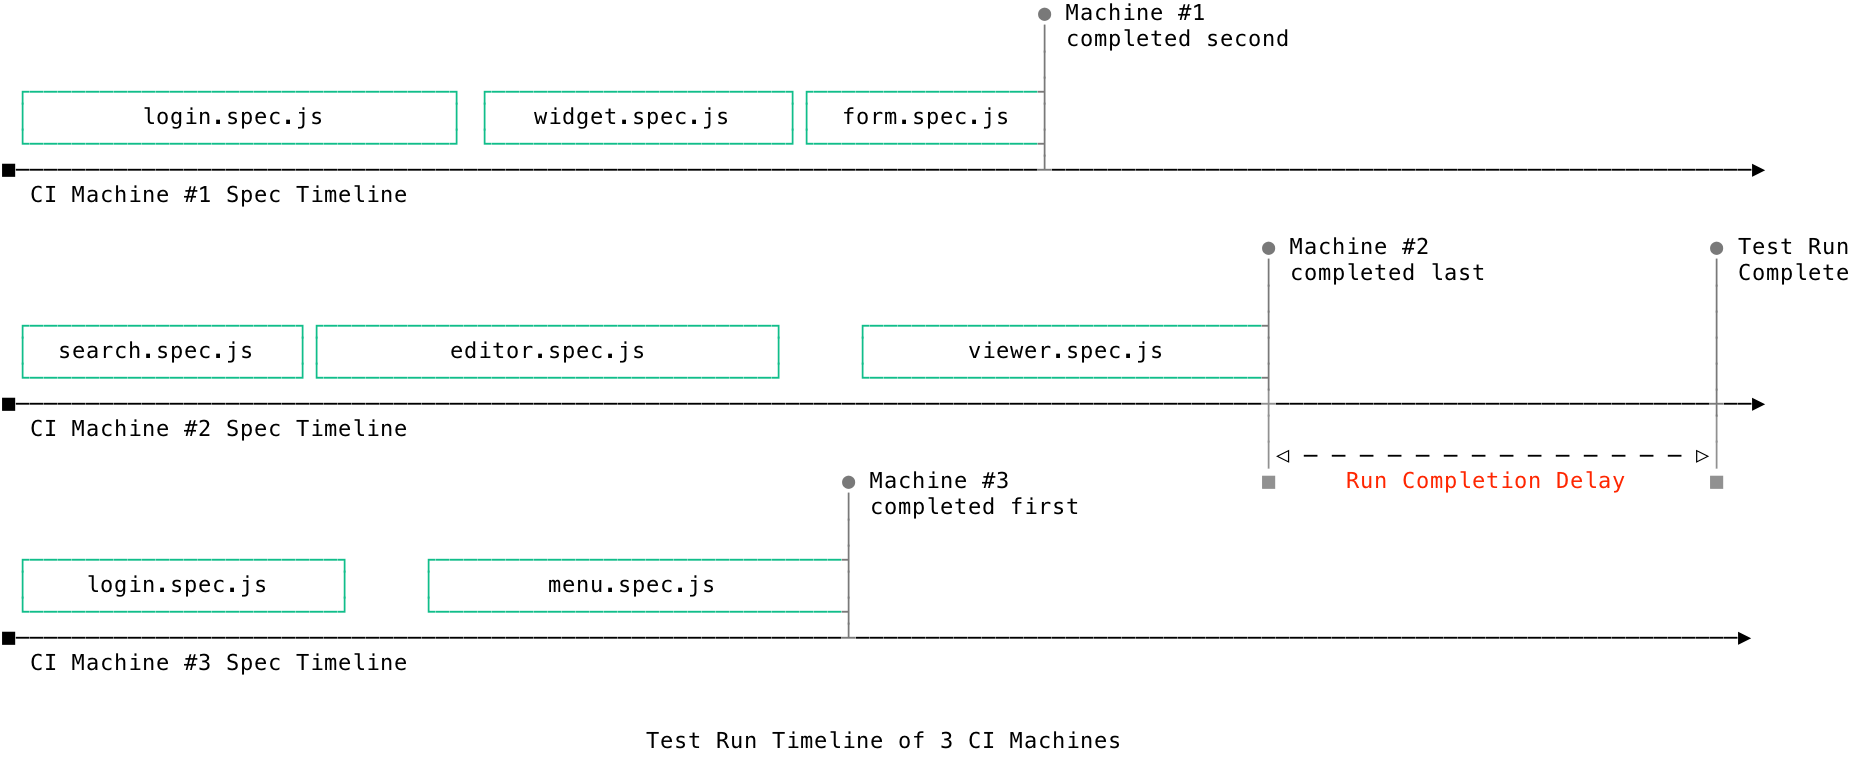 Machine #1
completed second
login.spec.js
widget.spec.js
form.spec.js
CI Machine #1 Spec Timeline
Machine #2
completed last
Test Run
Complete
search.spec.js
editor.spec.js
viewer.spec.js
CI Machine #2 Spec Timeline
Run Completion Delay
Machine #3
completed first
login.spec.js
menu.spec.js
CI Machine #3 Spec Timeline
Test Run Timeline of 3 CI Machines